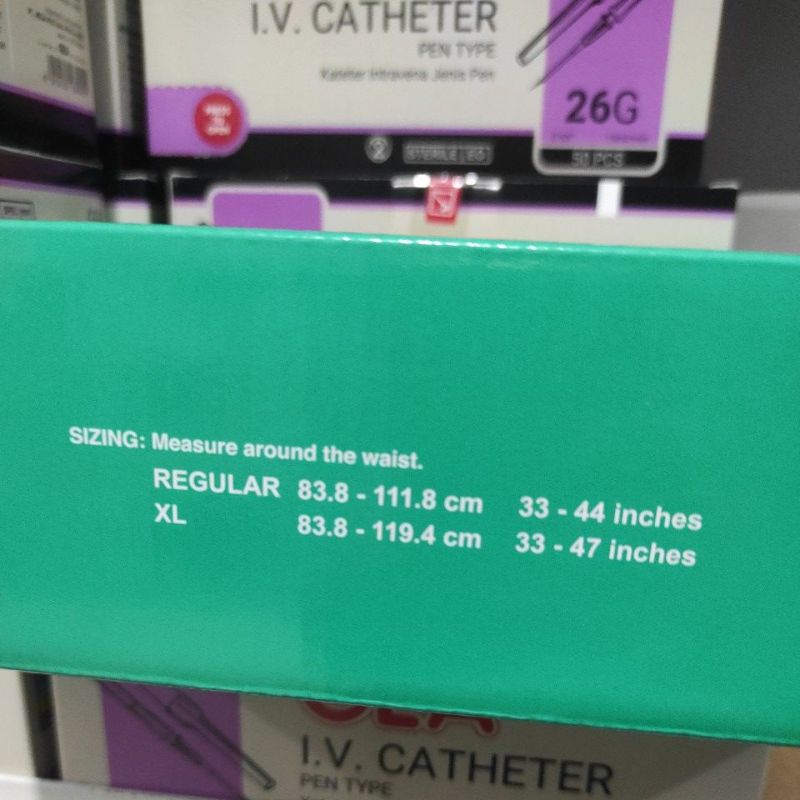 I.V. CATHETER
PEN TYPE
Kateter Intravena Jenis Pen
26G
2
STERILE EO
50 PCS
SIZING: Measure around the waist.
REGULAR 83.8 - 111.8 cm 33 - 44 inches
XL 83.8 - 119.4 cm 33 - 47 inches
I.V. CATHETER
PEN TYPE